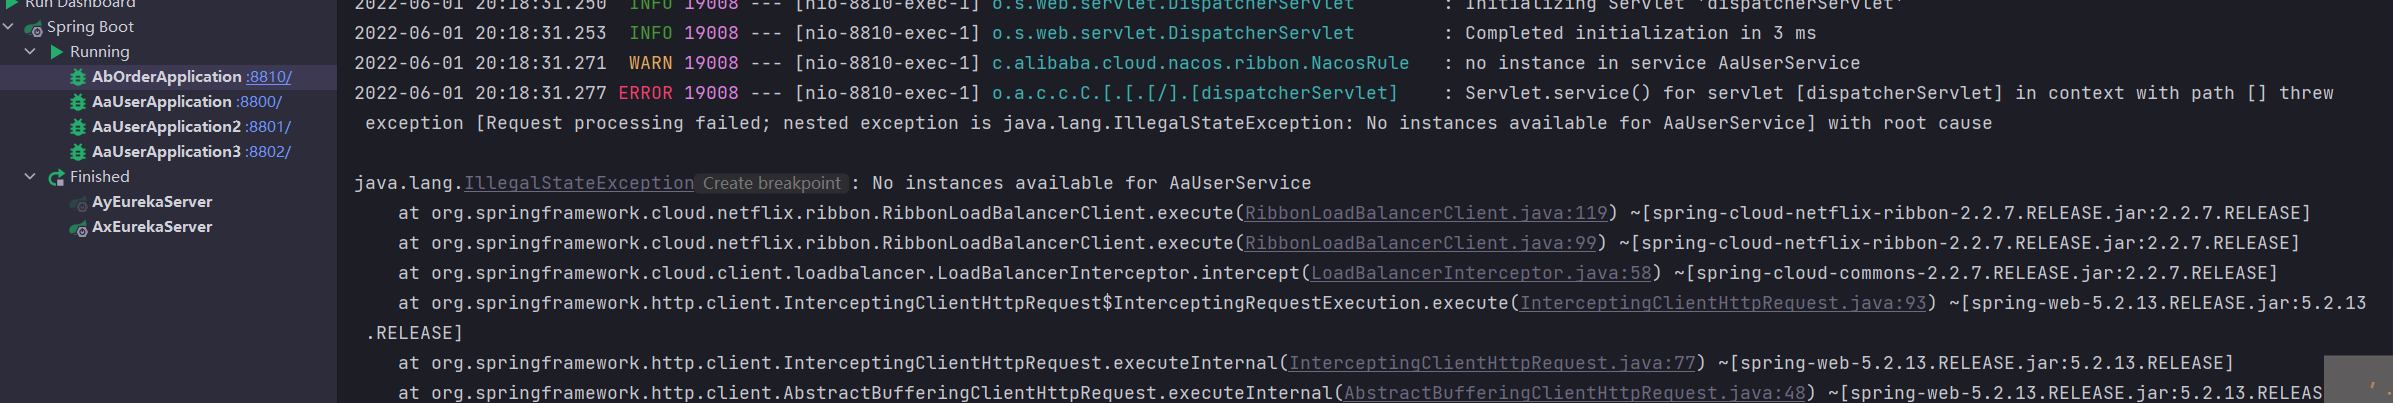 Run Dashboard
Spring Boot
Running
AbOrderApplication :8810/
AaUserApplication :8800/
AaUserApplication2 :8801/
AaUserApplication3 :8802/
Finished
AyEurekaServer
AxEurekaServer
2022-06-01 20:18:31.250  INFO 19008 --- [nio-8810-exec-1] o.s.web.servlet.DispatcherServlet        : Initializing Servlet 'dispatcherServlet'
2022-06-01 20:18:31.253  INFO 19008 --- [nio-8810-exec-1] o.s.web.servlet.DispatcherServlet        : Completed initialization in 3 ms
2022-06-01 20:18:31.271  WARN 19008 --- [nio-8810-exec-1] c.alibaba.cloud.nacos.ribbon.NacosRule   : no instance in service AaUserService
2022-06-01 20:18:31.277 ERROR 19008 --- [nio-8810-exec-1] o.a.c.c.C.[.[.[/].[dispatcherServlet]    : Servlet.service() for servlet [dispatcherServlet] in context with path [] threw
exception [Request processing failed; nested exception is java.lang.IllegalStateException: No instances available for AaUserService] with root cause
java.lang.IllegalStateException Create breakpoint : No instances available for AaUserService
at org.springframework.cloud.netflix.ribbon.RibbonLoadBalancerClient.execute(RibbonLoadBalancerClient.java:119) ~[spring-cloud-netflix-ribbon-2.2.7.RELEASE.jar:2.2.7.RELEASE]
at org.springframework.cloud.netflix.ribbon.RibbonLoadBalancerClient.execute(RibbonLoadBalancerClient.java:99) ~[spring-cloud-netflix-ribbon-2.2.7.RELEASE.jar:2.2.7.RELEASE]
at org.springframework.cloud.client.loadbalancer.LoadBalancerInterceptor.intercept(LoadBalancerInterceptor.java:58) ~[spring-cloud-commons-2.2.7.RELEASE.jar:2.2.7.RELEASE]
at org.springframework.http.client.InterceptingClientHttpRequest$InterceptingRequestExecution.execute(InterceptingClientHttpRequest.java:93) ~[spring-web-5.2.13.RELEASE.jar:5.2.13
.RELEASE]
at org.springframework.http.client.InterceptingClientHttpRequest.executeInternal(InterceptingClientHttpRequest.java:77) ~[spring-web-5.2.13.RELEASE.jar:5.2.13.RELEASE]
at org.springframework.http.client.AbstractBufferingClientHttpRequest.executeInternal(AbstractBufferingClientHttpRequest.java:48) ~[spring-web-5.2.13.RELEASE.jar:5.2.13.RELEAS